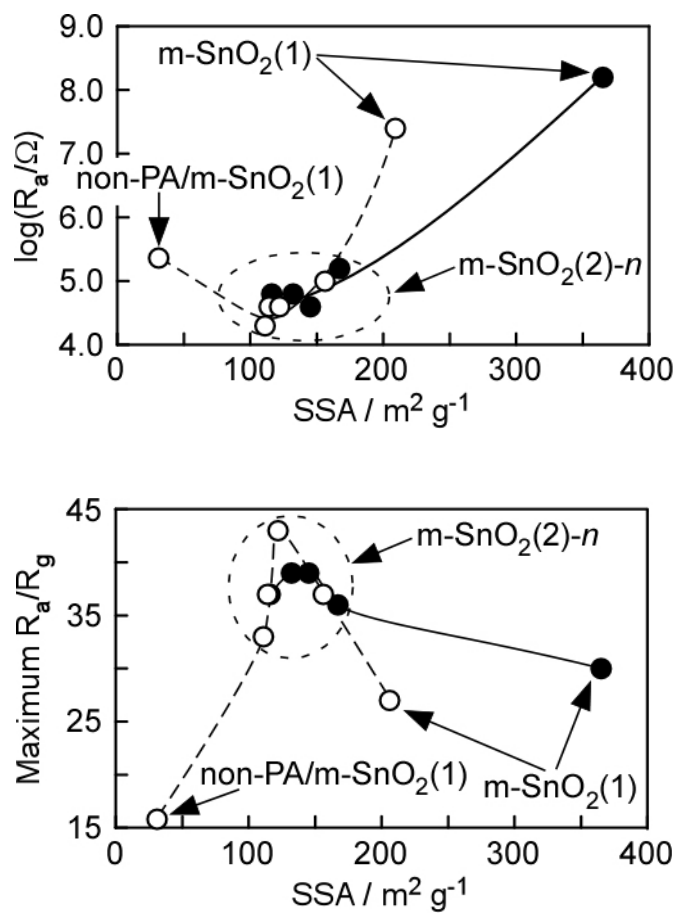 9.0
m-SnO₂(1)
8.0
7.0
non-PA/m-SnO₂(1)
6.0
log(Rₐ/Ω)
m-SnO₂(2)-n
5.0
4.0
0 100 200 300 400
SSA / m² g⁻¹
45
m-SnO₂(2)-n
35
Maximum Rₐ/R_g
25
non-PA/m-SnO₂(1)
m-SnO₂(1)
15
0 100 200 300 400
SSA / m² g⁻¹